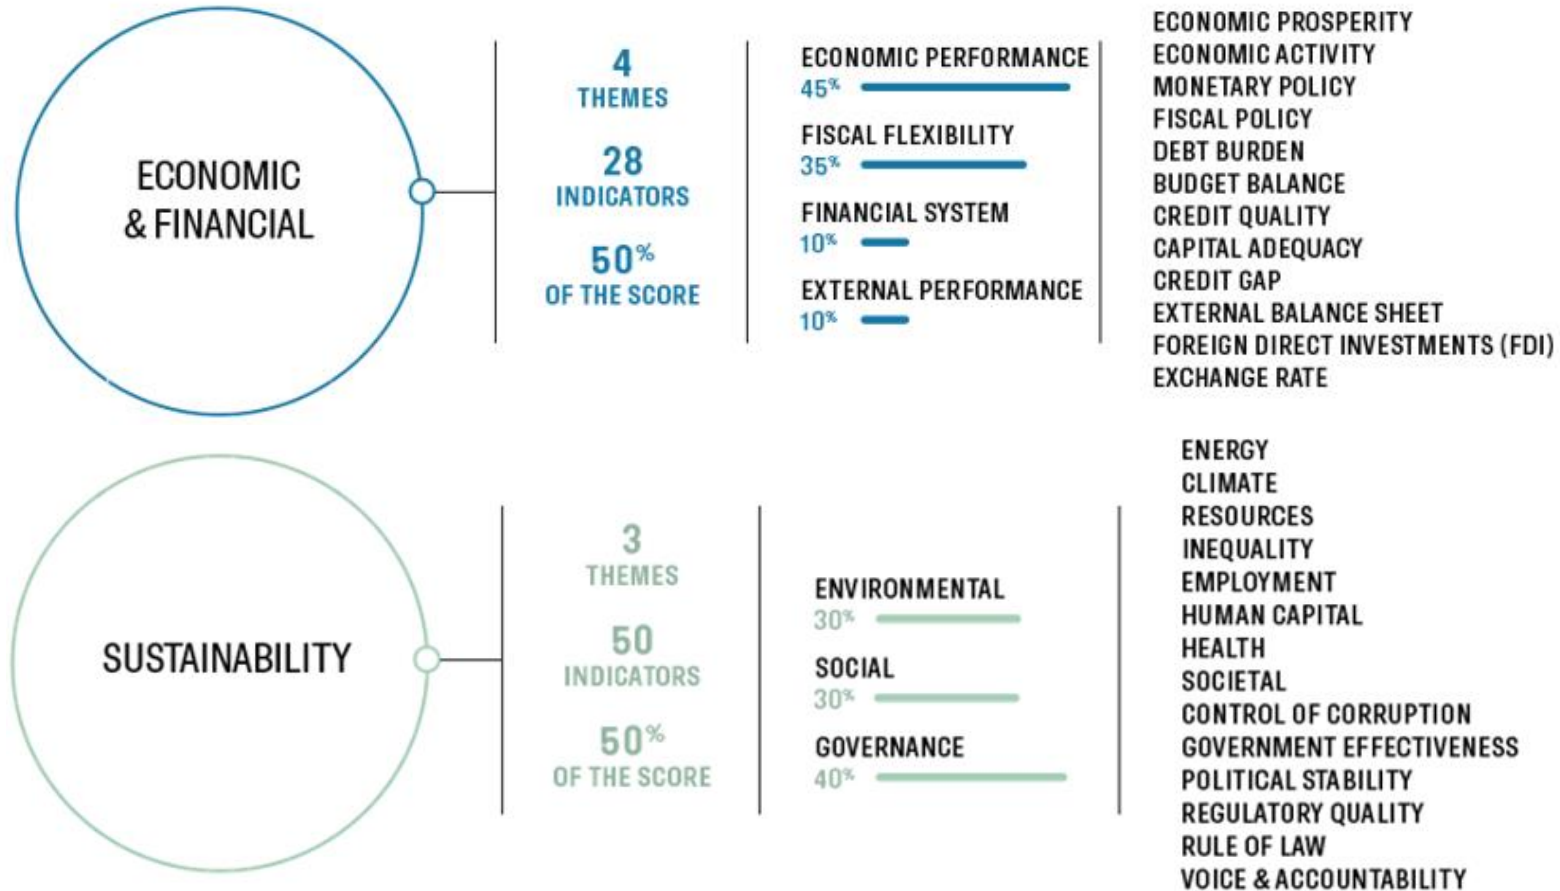 ECONOMIC
& FINANCIAL
4
THEMES
28
INDICATORS
50%
OF THE SCORE
ECONOMIC PERFORMANCE
45%
FISCAL FLEXIBILITY
35%
FINANCIAL SYSTEM
10%
EXTERNAL PERFORMANCE
10%
ECONOMIC PROSPERITY
ECONOMIC ACTIVITY
MONETARY POLICY
FISCAL POLICY
DEBT BURDEN
BUDGET BALANCE
CREDIT QUALITY
CAPITAL ADEQUACY
CREDIT GAP
EXTERNAL BALANCE SHEET
FOREIGN DIRECT INVESTMENTS (FDI)
EXCHANGE RATE
SUSTAINABILITY
3
THEMES
50
INDICATORS
50%
OF THE SCORE
ENVIRONMENTAL
30%
SOCIAL
30%
GOVERNANCE
40%
ENERGY
CLIMATE
RESOURCES
INEQUALITY
EMPLOYMENT
HUMAN CAPITAL
HEALTH
SOCIETAL
CONTROL OF CORRUPTION
GOVERNMENT EFFECTIVENESS
POLITICAL STABILITY
REGULATORY QUALITY
RULE OF LAW
VOICE & ACCOUNTABILITY